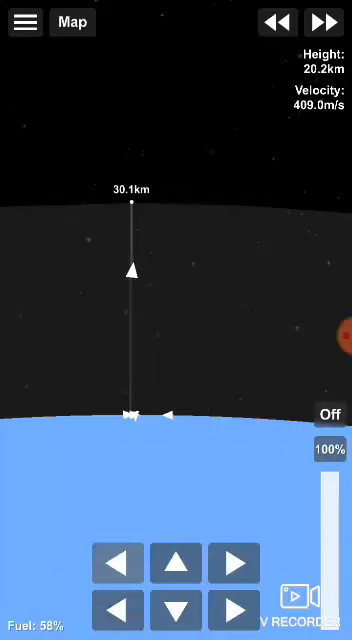 Map
Height:
20.2km
Velocity:
409.0m/s
30.1km
Off
100%
Fuel: 58%
V RECORDER